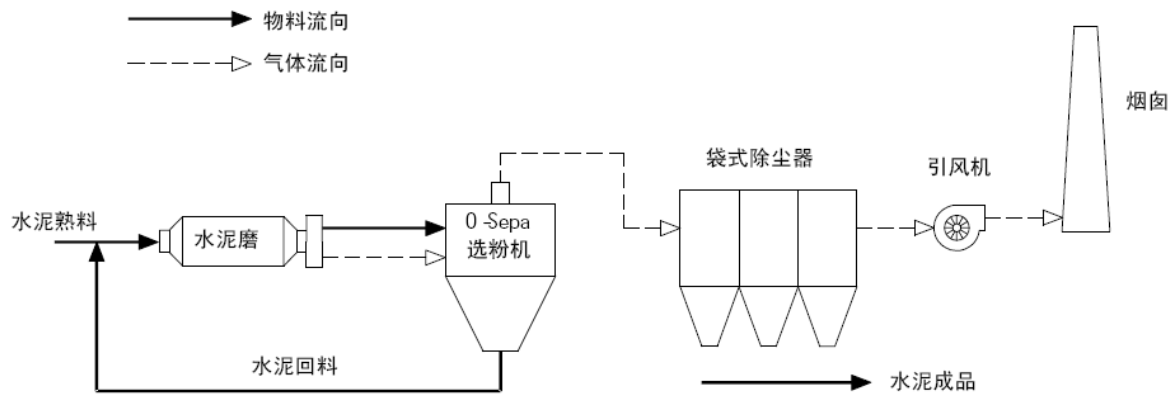 物料流向
气体流向
烟囱
袋式除尘器
引风机
水泥熟料
水泥磨
O-Sepa
选粉机
水泥回料
水泥成品